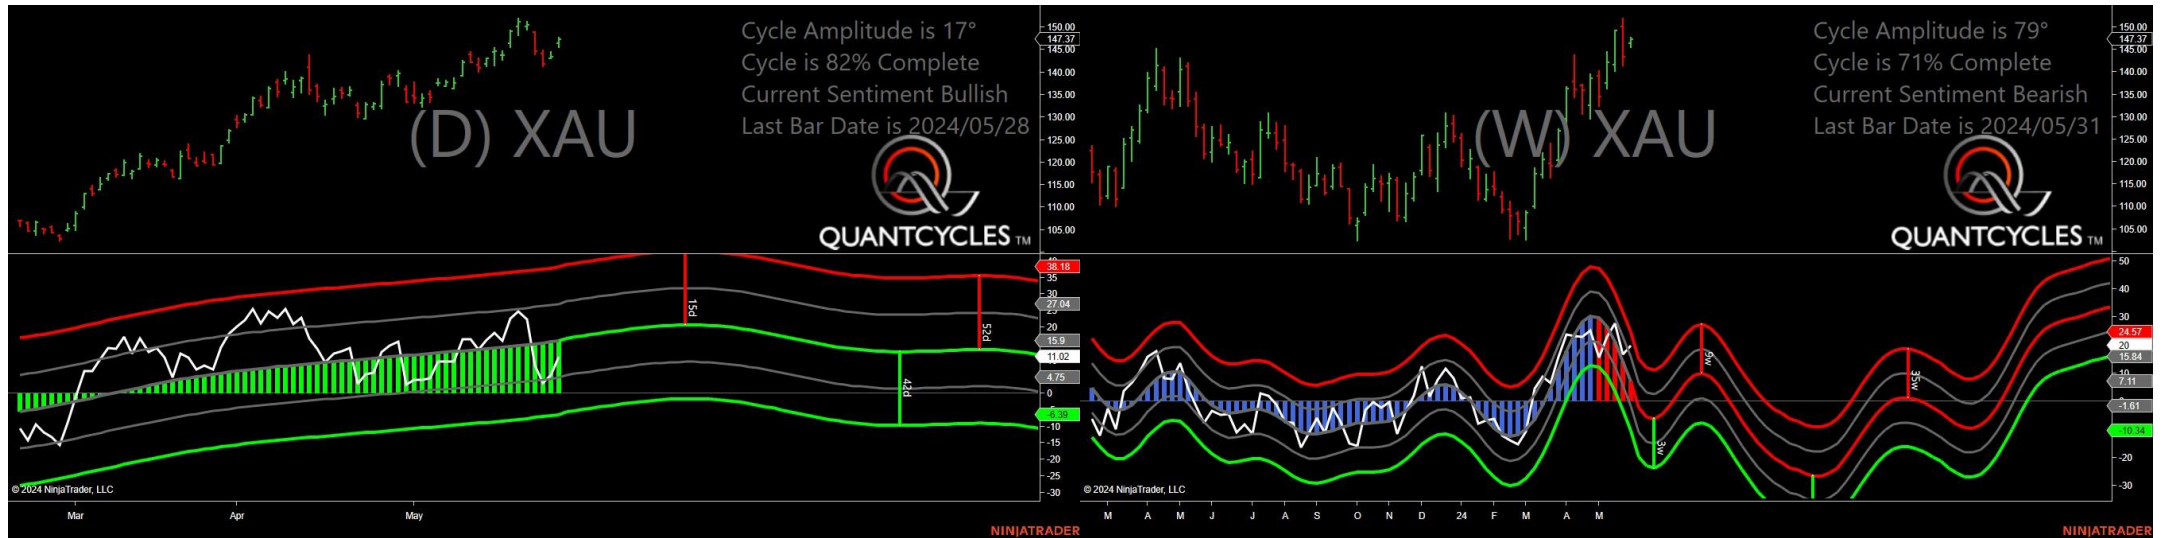 Cycle Amplitude is 17°
Cycle is 82% Complete
Current Sentiment Bullish
Last Bar Date is 2024/05/28
(D) XAU
QUANTCYCLES TM
150.00
147.37
145.00
140.00
135.00
130.00
125.00
120.00
115.00
110.00
105.00
38.18
35
30
27.04
20
15.9
11.02
4.75
0
-6.39
-10
-15
-20
-25
-30
15d
52d
42d
© 2024 NinjaTrader, LLC
Mar
Apr
May
NINJATRADER
Cycle Amplitude is 79°
Cycle is 71% Complete
Current Sentiment Bearish
Last Bar Date is 2024/05/31
(W) XAU
QUANTCYCLES TM
150.00
147.37
145.00
140.00
135.00
130.00
125.00
120.00
115.00
110.00
105.00
50
40
30
24.57
20
15.84
10
7.11
-1.61
-10.34
-20
-30
9w
35w
3w
© 2024 NinjaTrader, LLC
M A M J J A S O N D 24 F M A M
NINJATRADER